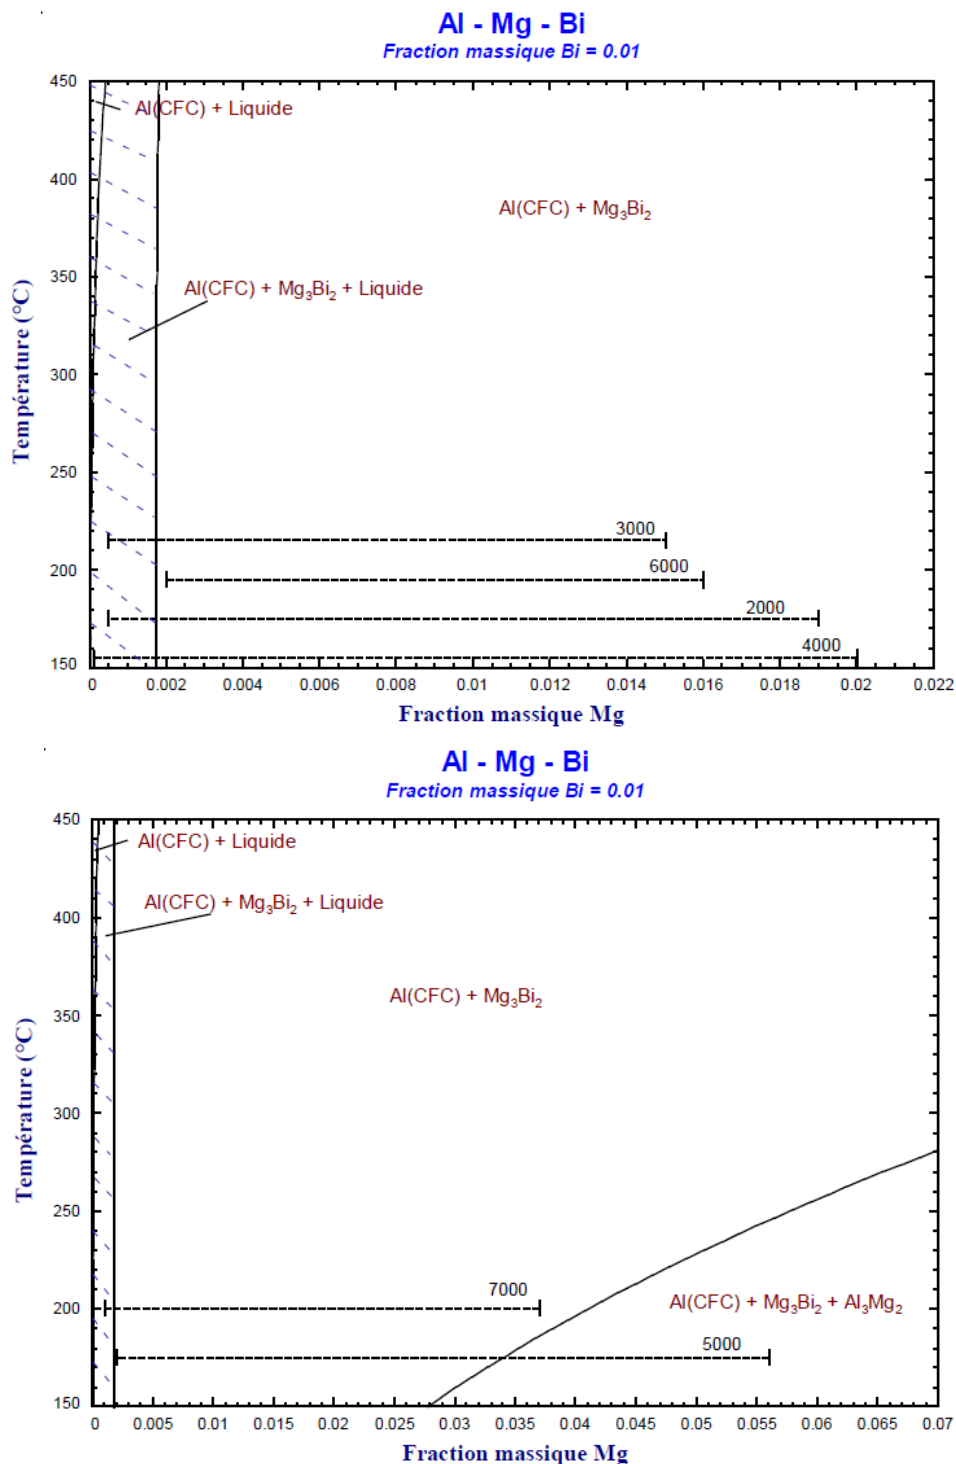 Al - Mg - Bi
Fraction massique Bi = 0.01
450
Al(CFC) + Liquide
400
Al(CFC) + Mg₃Bi₂
350
Al(CFC) + Mg₃Bi₂ + Liquide
Température (°C)
300
250
3000
200
6000
2000
4000
150
0 0.002 0.004 0.006 0.008 0.01 0.012 0.014 0.016 0.018 0.02 0.022
Fraction massique Mg
Al - Mg - Bi
Fraction massique Bi = 0.01
450
Al(CFC) + Liquide
Al(CFC) + Mg₃Bi₂ + Liquide
400
Al(CFC) + Mg₃Bi₂
350
Température (°C)
300
250
7000
200
Al(CFC) + Mg₃Bi₂ + Al₃Mg₂
5000
150
0 0.005 0.01 0.015 0.02 0.025 0.03 0.035 0.04 0.045 0.05 0.055 0.06 0.065 0.07
Fraction massique Mg